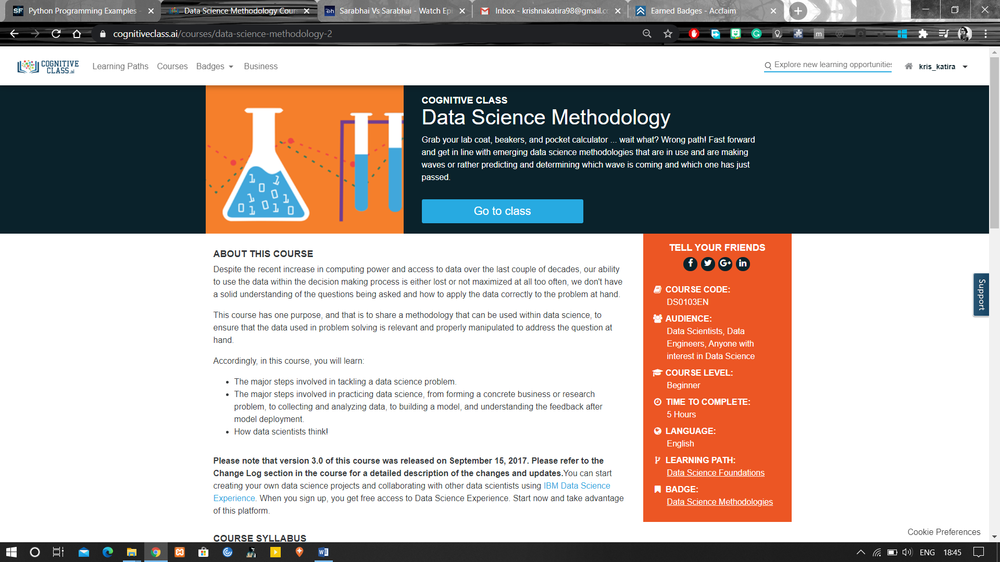 Python Programming Examples -
Data Science Methodology Cour
Sarabhai Vs Sarabhai - Watch Epi
Inbox - krishnakatira98@gmail.co
Earned Badges - Acclaim
cognitiveclass.ai/courses/data-science-methodology-2
COGNITIVE
CLASS.ai
Learning Paths
Courses
Badges
Business
Explore new learning opportunities
kris_katira
COGNITIVE CLASS
Data Science Methodology
Grab your lab coat, beakers, and pocket calculator ... wait what? Wrong path! Fast forward
and get in line with emerging data science methodologies that are in use and are making
waves or rather predicting and determining which wave is coming and which one has just
passed.
Go to class
ABOUT THIS COURSE
Despite the recent increase in computing power and access to data over the last couple of decades, our ability
to use the data within the decision making process is either lost or not maximized at all too often, we don't have
a solid understanding of the questions being asked and how to apply the data correctly to the problem at hand.
This course has one purpose, and that is to share a methodology that can be used within data science, to
ensure that the data used in problem solving is relevant and properly manipulated to address the question at
hand.
Accordingly, in this course, you will learn:
• The major steps involved in tackling a data science problem.
• The major steps involved in practicing data science, from forming a concrete business or research
problem, to collecting and analyzing data, to building a model, and understanding the feedback after
model deployment.
• How data scientists think!
Please note that version 3.0 of this course was released on September 15, 2017. Please refer to the
Change Log section in the course for a detailed description of the changes and updates.You can start
creating your own data science projects and collaborating with other data scientists using IBM Data Science
Experience. When you sign up, you get free access to Data Science Experience. Start now and take advantage
of this platform.
COURSE SYLLABUS
TELL YOUR FRIENDS
COURSE CODE:
DS0103EN
AUDIENCE:
Data Scientists, Data
Engineers, Anyone with
interest in Data Science
COURSE LEVEL:
Beginner
TIME TO COMPLETE:
5 Hours
LANGUAGE:
English
LEARNING PATH:
Data Science Foundations
BADGE:
Data Science Methodologies
Support
Cookie Preferences
ENG
18:45